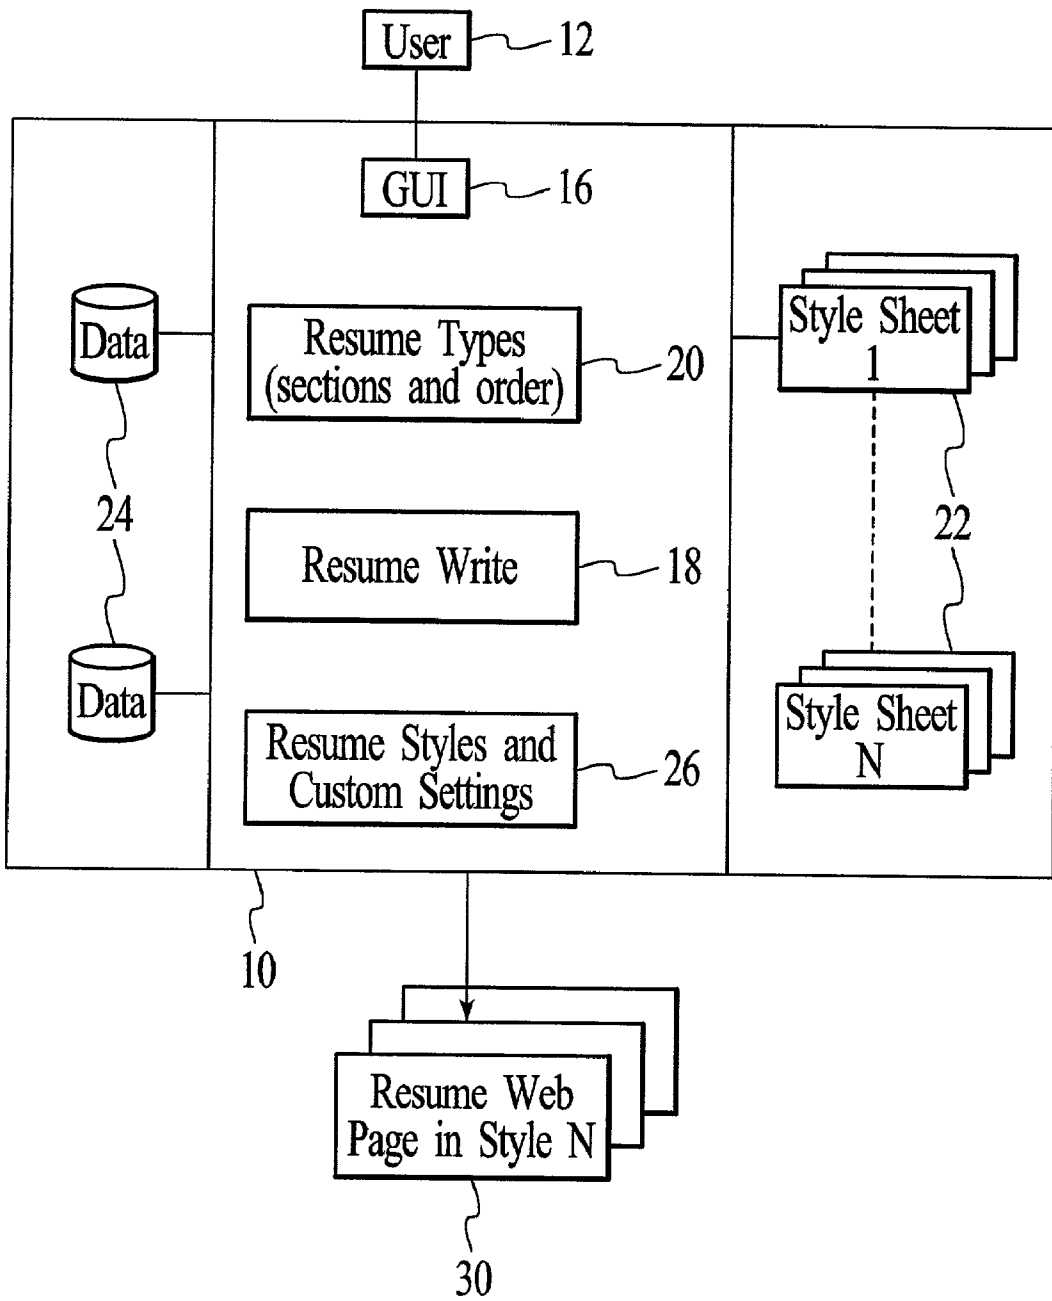 User
12
GUI
16
Data
Resume Types
(sections and order)
20
Style Sheet
1
24
Resume Write
18
22
Data
Resume Styles and
Custom Settings
26
Style Sheet
N
10
Resume Web
Page in Style N
30